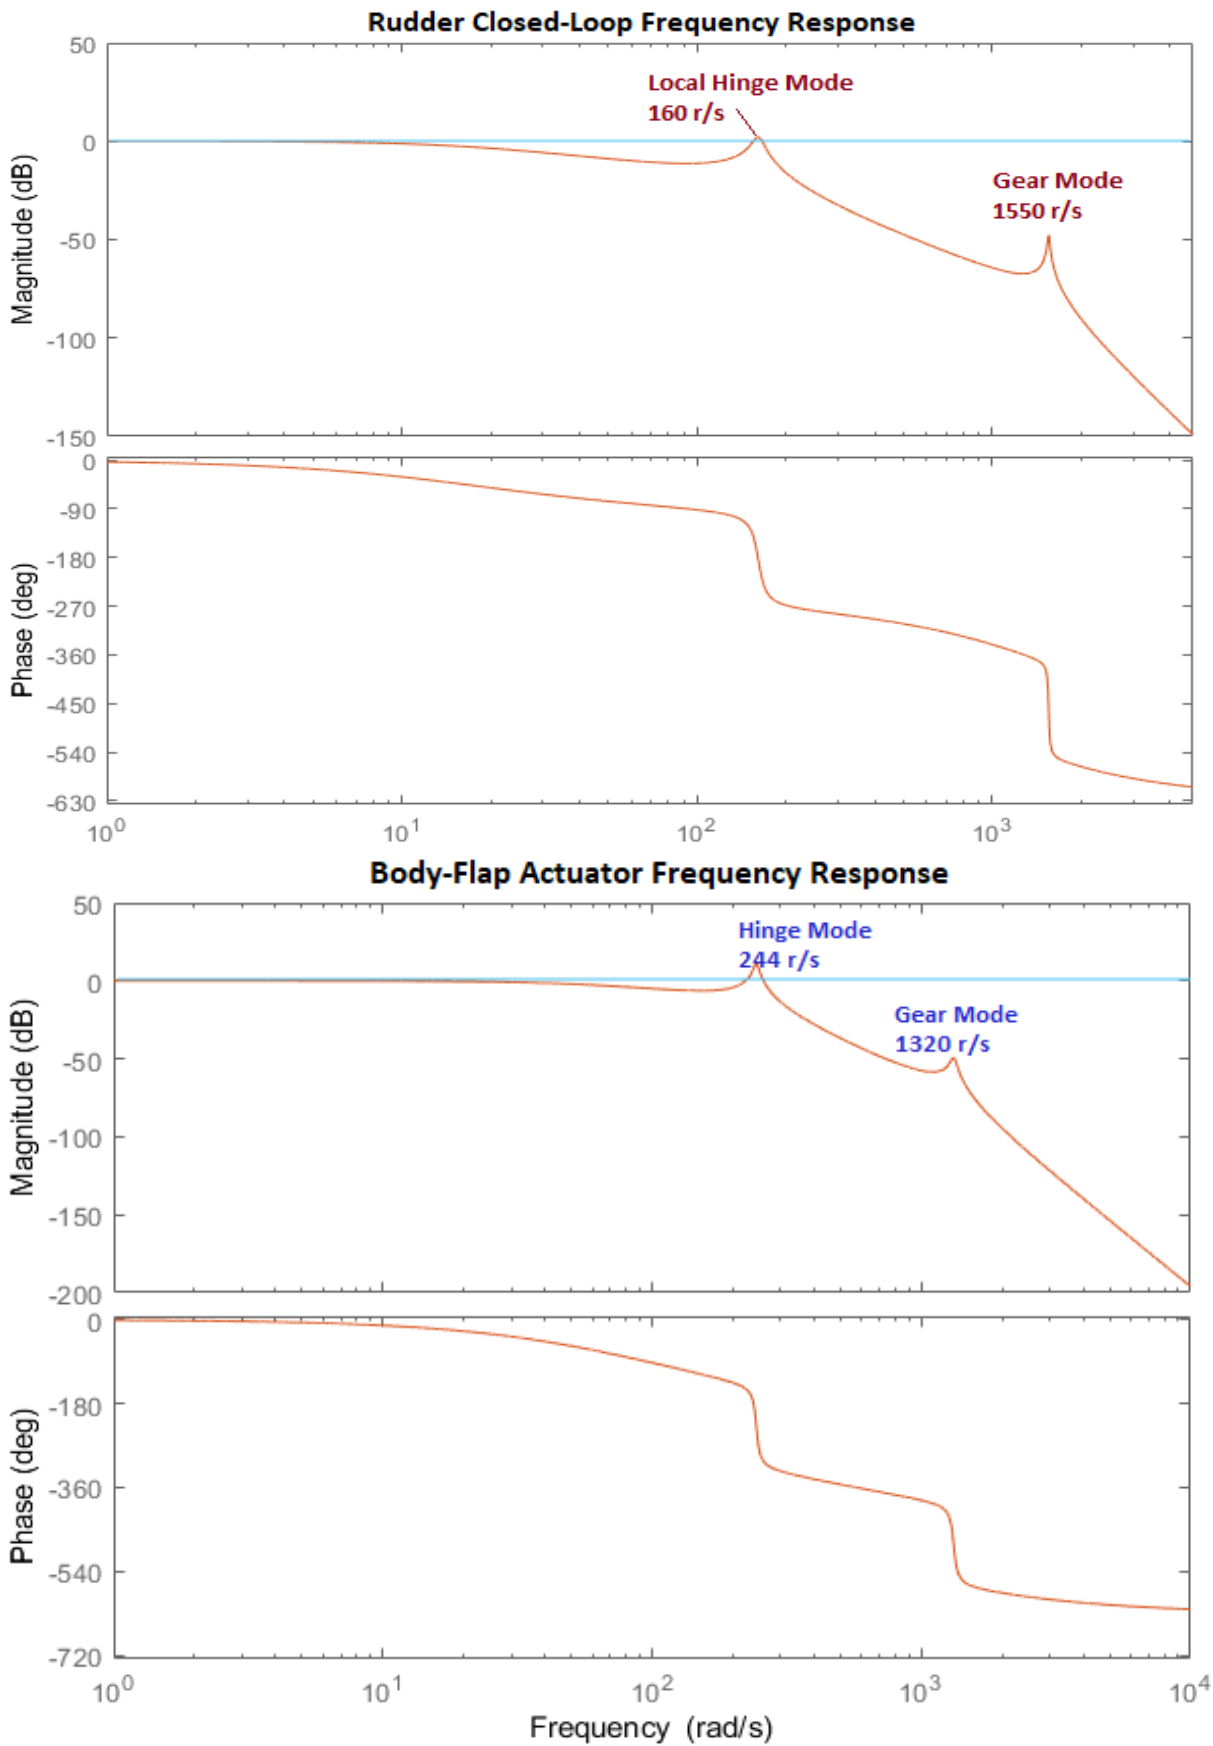 Rudder Closed-Loop Frequency Response
50
Local Hinge Mode
160 r/s
0
Gear Mode
1550 r/s
-50
-100
-150
Magnitude (dB)
0
-90
-180
-270
-360
-450
-540
-630
Phase (deg)
10^0 10^1 10^2 10^3
Body-Flap Actuator Frequency Response
50
Hinge Mode
244 r/s
0
Gear Mode
1320 r/s
-50
-100
-150
-200
Magnitude (dB)
0
-180
-360
-540
-720
Phase (deg)
10^0 10^1 10^2 10^3 10^4
Frequency (rad/s)